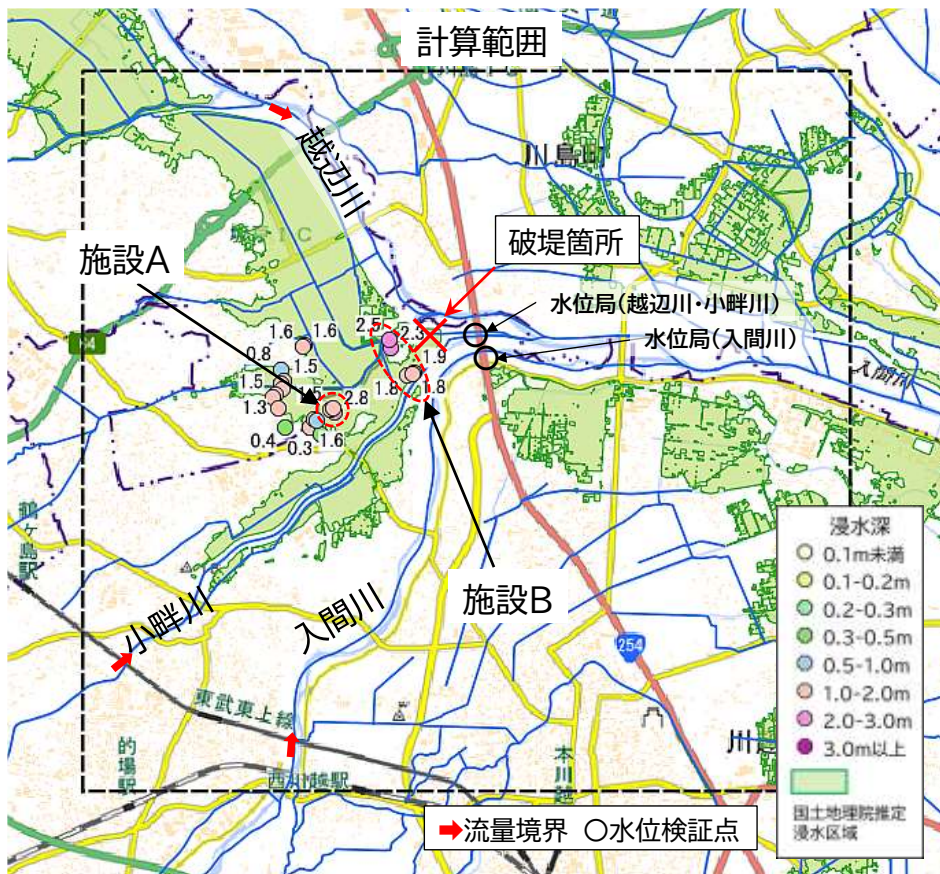 計算範囲
越辺川
川島町
施設A
破堤箇所
水位局(越辺川・小畔川)
水位局(入間川)
入間川
2.5
2.3
1.6
1.6
1.9
0.8
1.5
1.5
1.8
1.8
1.5
2.8
1.3
0.4
1.6
0.3
鶴ヶ島駅
施設B
小畔川
入間川
254
東武東上線
的場駅
西川越駅
本川越
浸水深
0.1m未満
0.1-0.2m
0.2-0.3m
0.3-0.5m
0.5-1.0m
1.0-2.0m
2.0-3.0m
3.0m以上
国土地理院推定
浸水区域
流量境界 水位検証点